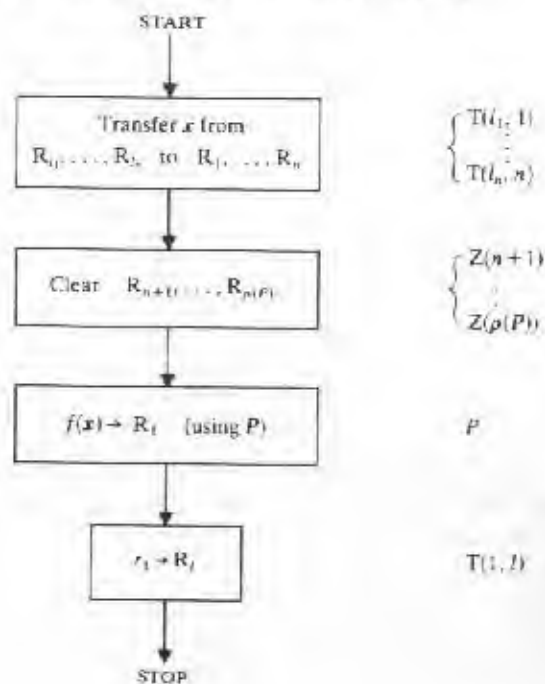 START
Transfer x from
R_{l_1}, ..., R_{l_n} to R_1, ..., R_n
T(l_1, 1)
⋮
T(l_n, n)
Clear R_{n+1}, ..., R_{ρ(P)}
Z(n + 1)
⋮
Z(ρ(P))
f(x) → R_1 (using P)
P
r_1 → R_l
T(1, l)
STOP